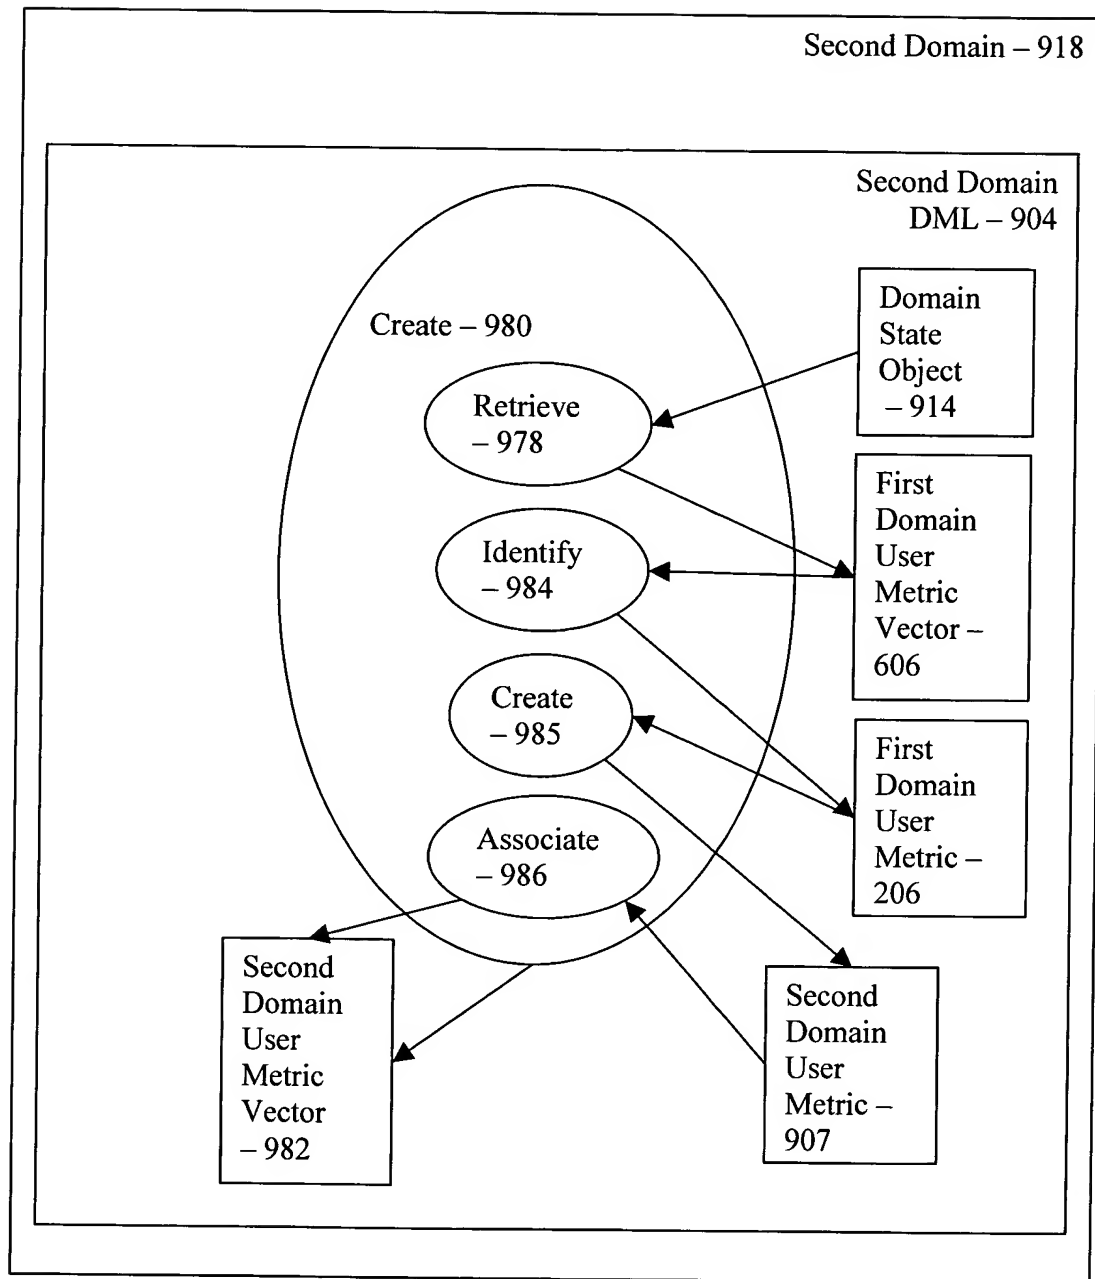 Second Domain – 918
Second Domain
DML – 904
Domain
State
Object
– 914
Create – 980
Retrieve
– 978
First
Domain
User
Metric
Vector –
606
Identify
– 984
Create
– 985
First
Domain
User
Metric –
206
Associate
– 986
Second
Domain
User
Metric
Vector
– 982
Second
Domain
User
Metric –
907